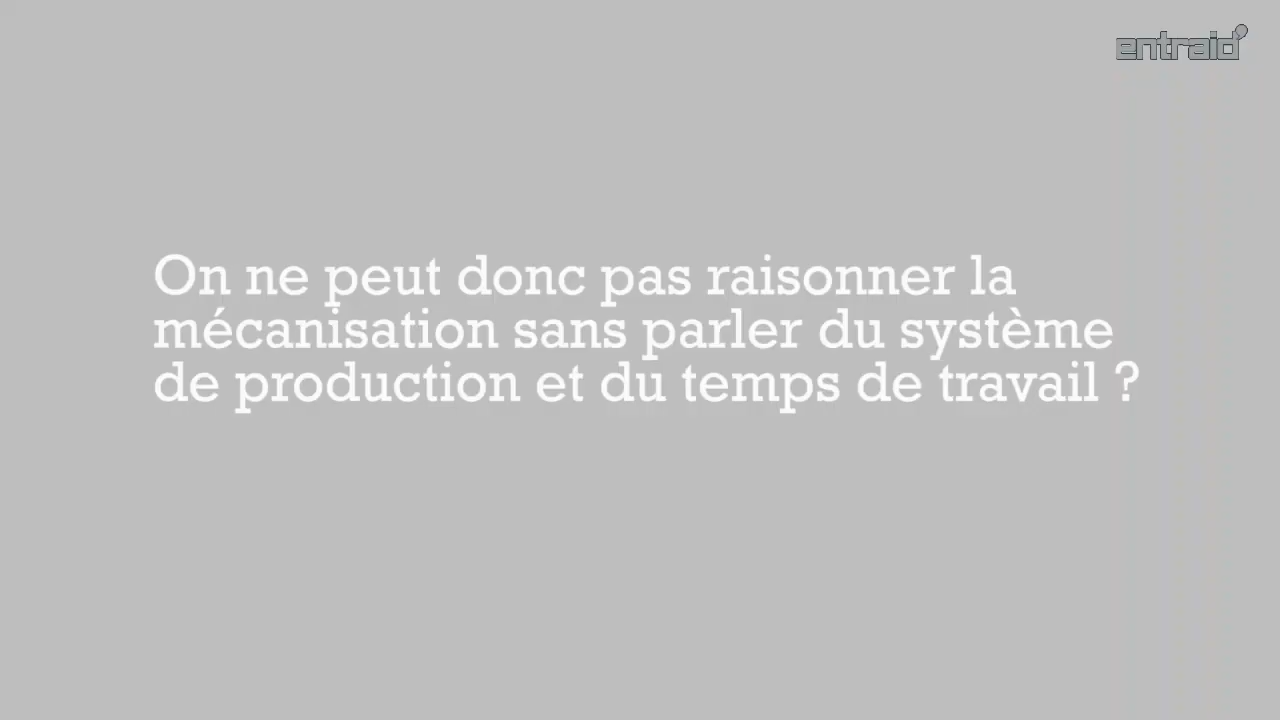 entraid
On ne peut donc pas raisonner la
mécanisation sans parler du système
de production et du temps de travail ?